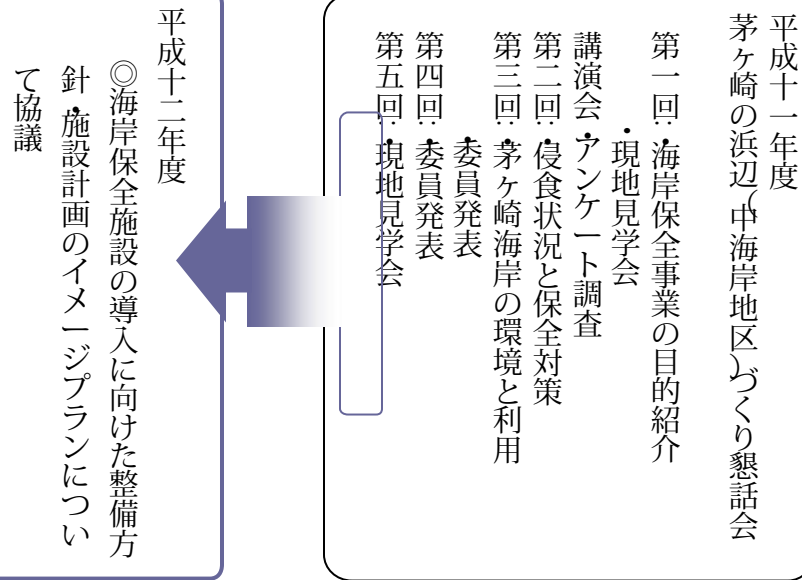 平成十一年度
茅ヶ崎の浜辺(中海岸地区)づくり懇話会
第一回:・海岸保全事業の目的紹介
・現地見学会
講演会・アンケート調査
第二回:・侵食状況と保全対策
第三回:・茅ヶ崎海岸の環境と利用
・委員発表
第四回:・委員発表
第五回:・現地見学会
平成十二年度
◎海岸保全施設の導入に向けた整備方
針・施設計画のイメージプランについ
て協議